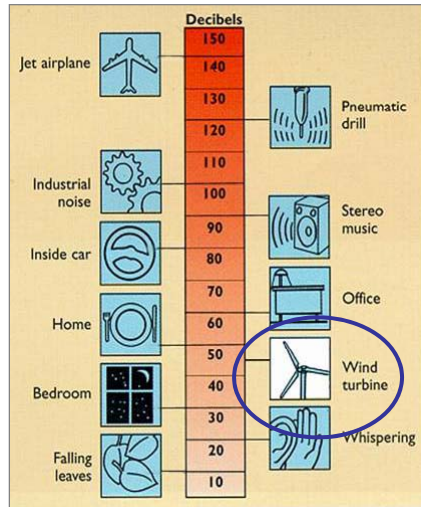 Decibels
150
140
130
120
110
100
90
80
70
60
50
40
30
20
10
Jet airplane
Pneumatic
drill
Industrial
noise
Stereo
music
Inside car
Office
Home
Wind
turbine
Bedroom
Whispering
Falling
leaves